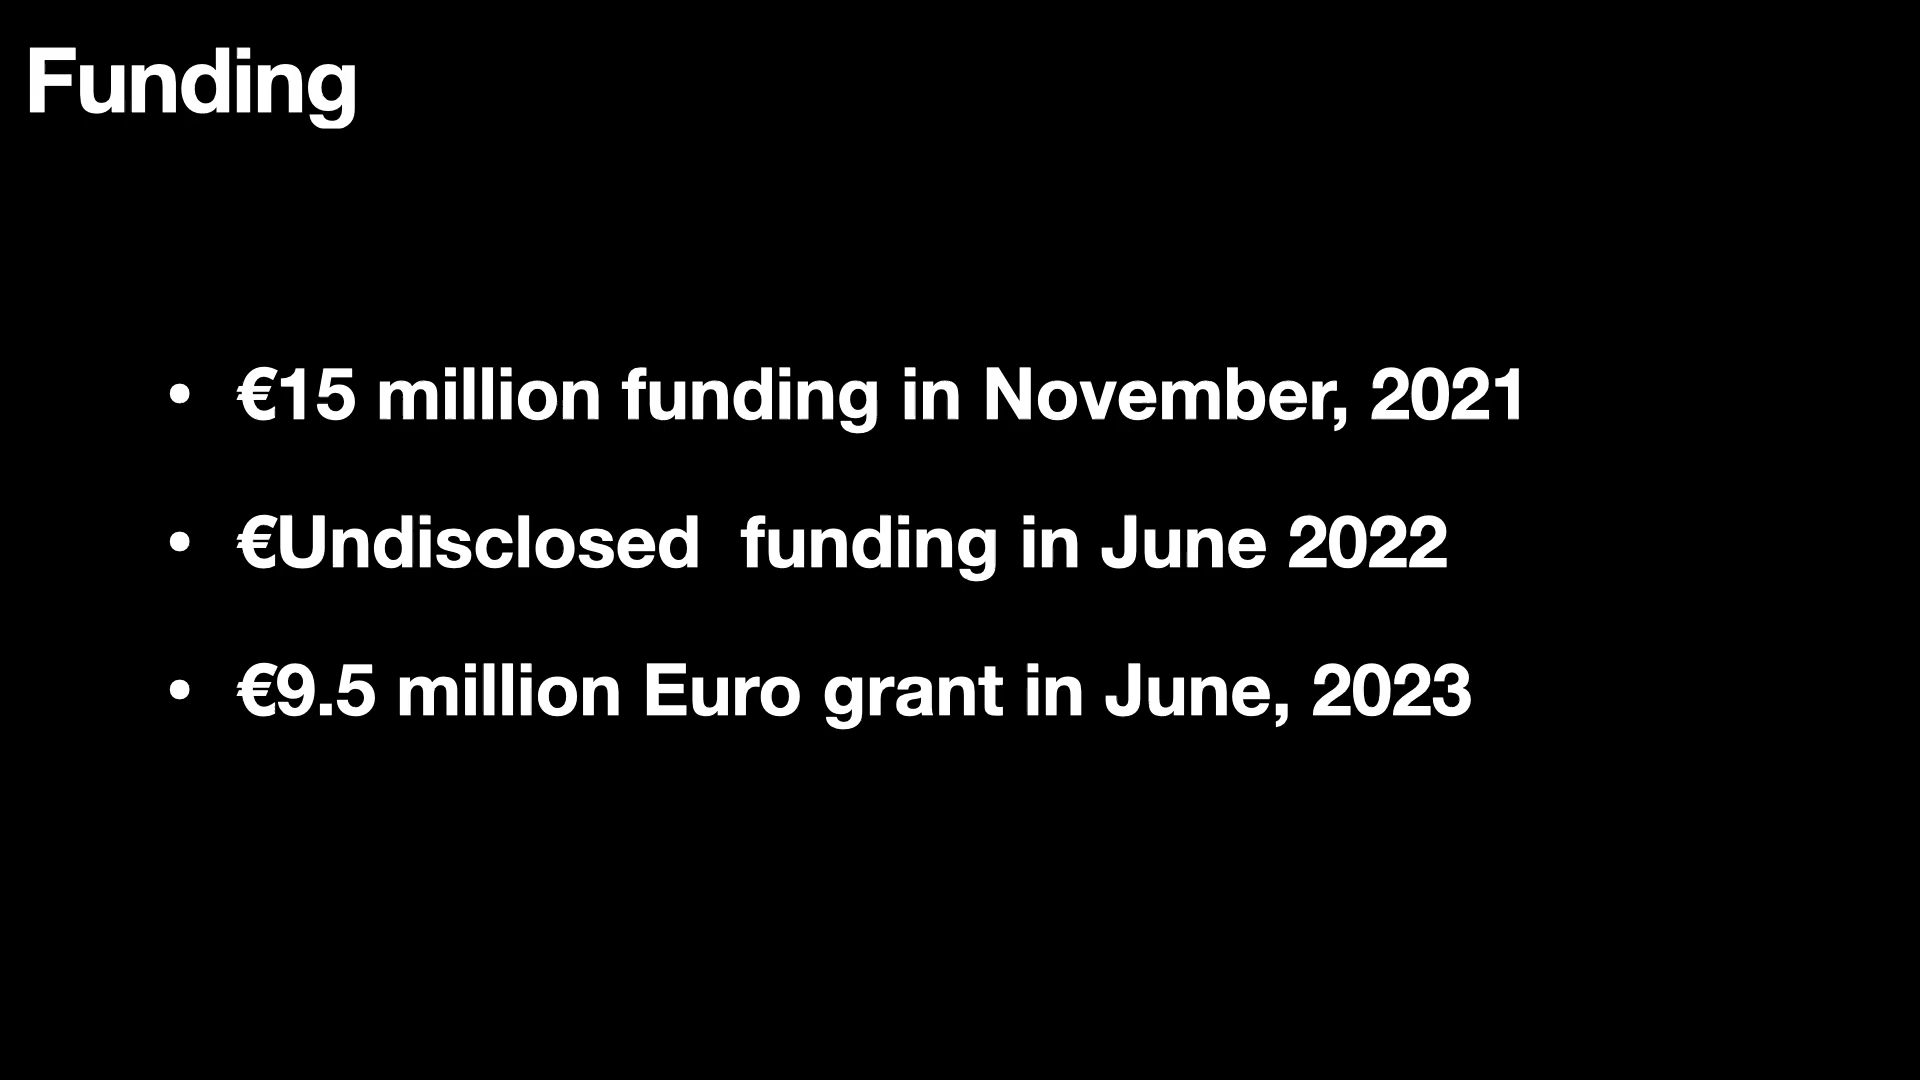 Funding
• €15 million funding in November, 2021
• €Undisclosed  funding in June 2022
• €9.5 million Euro grant in June, 2023